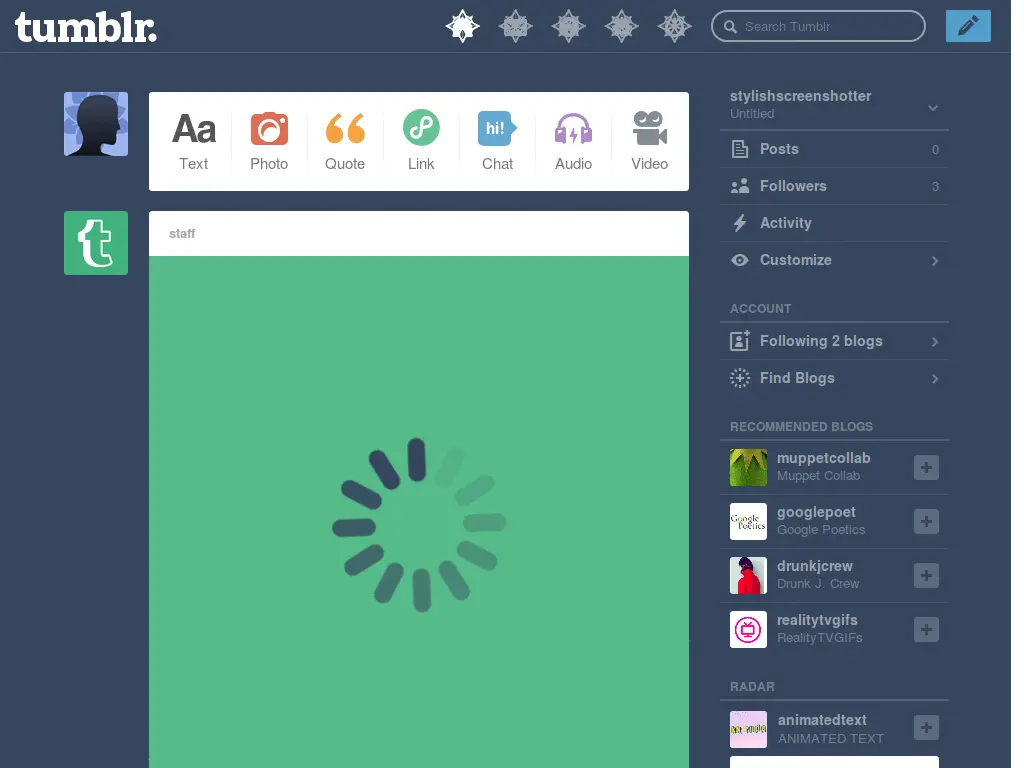 tumblr.
Search Tumblr
Aa
hi!
Text
Photo
Quote
Link
Chat
Audio
Video
t
staff
stylishscreenshotter
Untitled
Posts 0
Followers 3
Activity
Customize
ACCOUNT
Following 2 blogs
Find Blogs
RECOMMENDED BLOGS
muppetcollab
Muppet Collab
Google
Poetics
googlepoet
Google Poetics
drunkjcrew
Drunk J. Crew
realitytvgifs
RealityTVGIFs
RADAR
animatedtext
ANIMATED TEXT